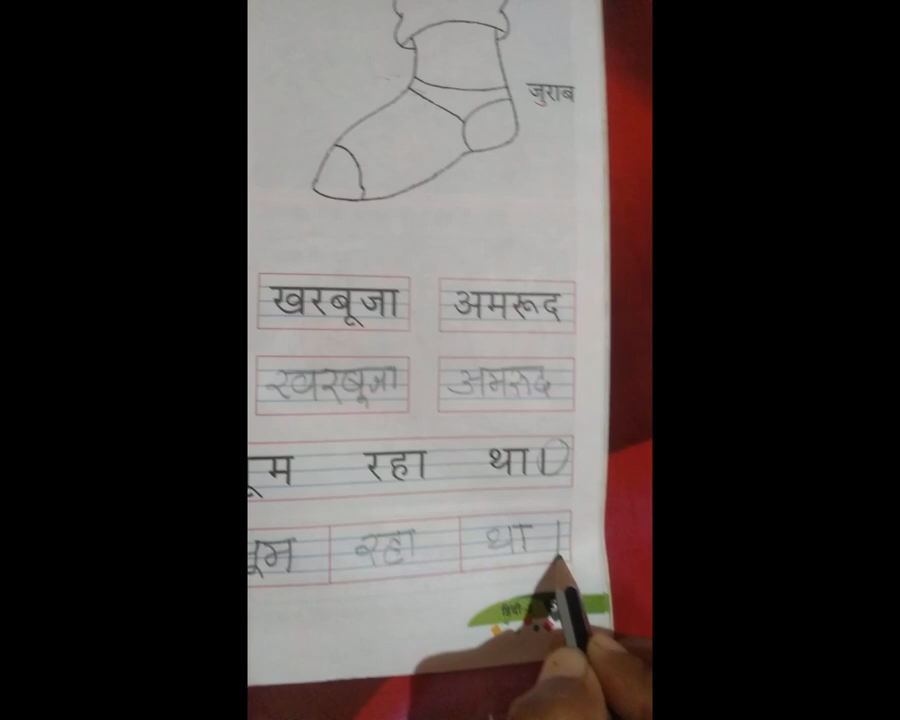 जुराब
खरबूजा अमरूद
खरबूजा अमरुद
रहा था।
रहा था।
हिंदी